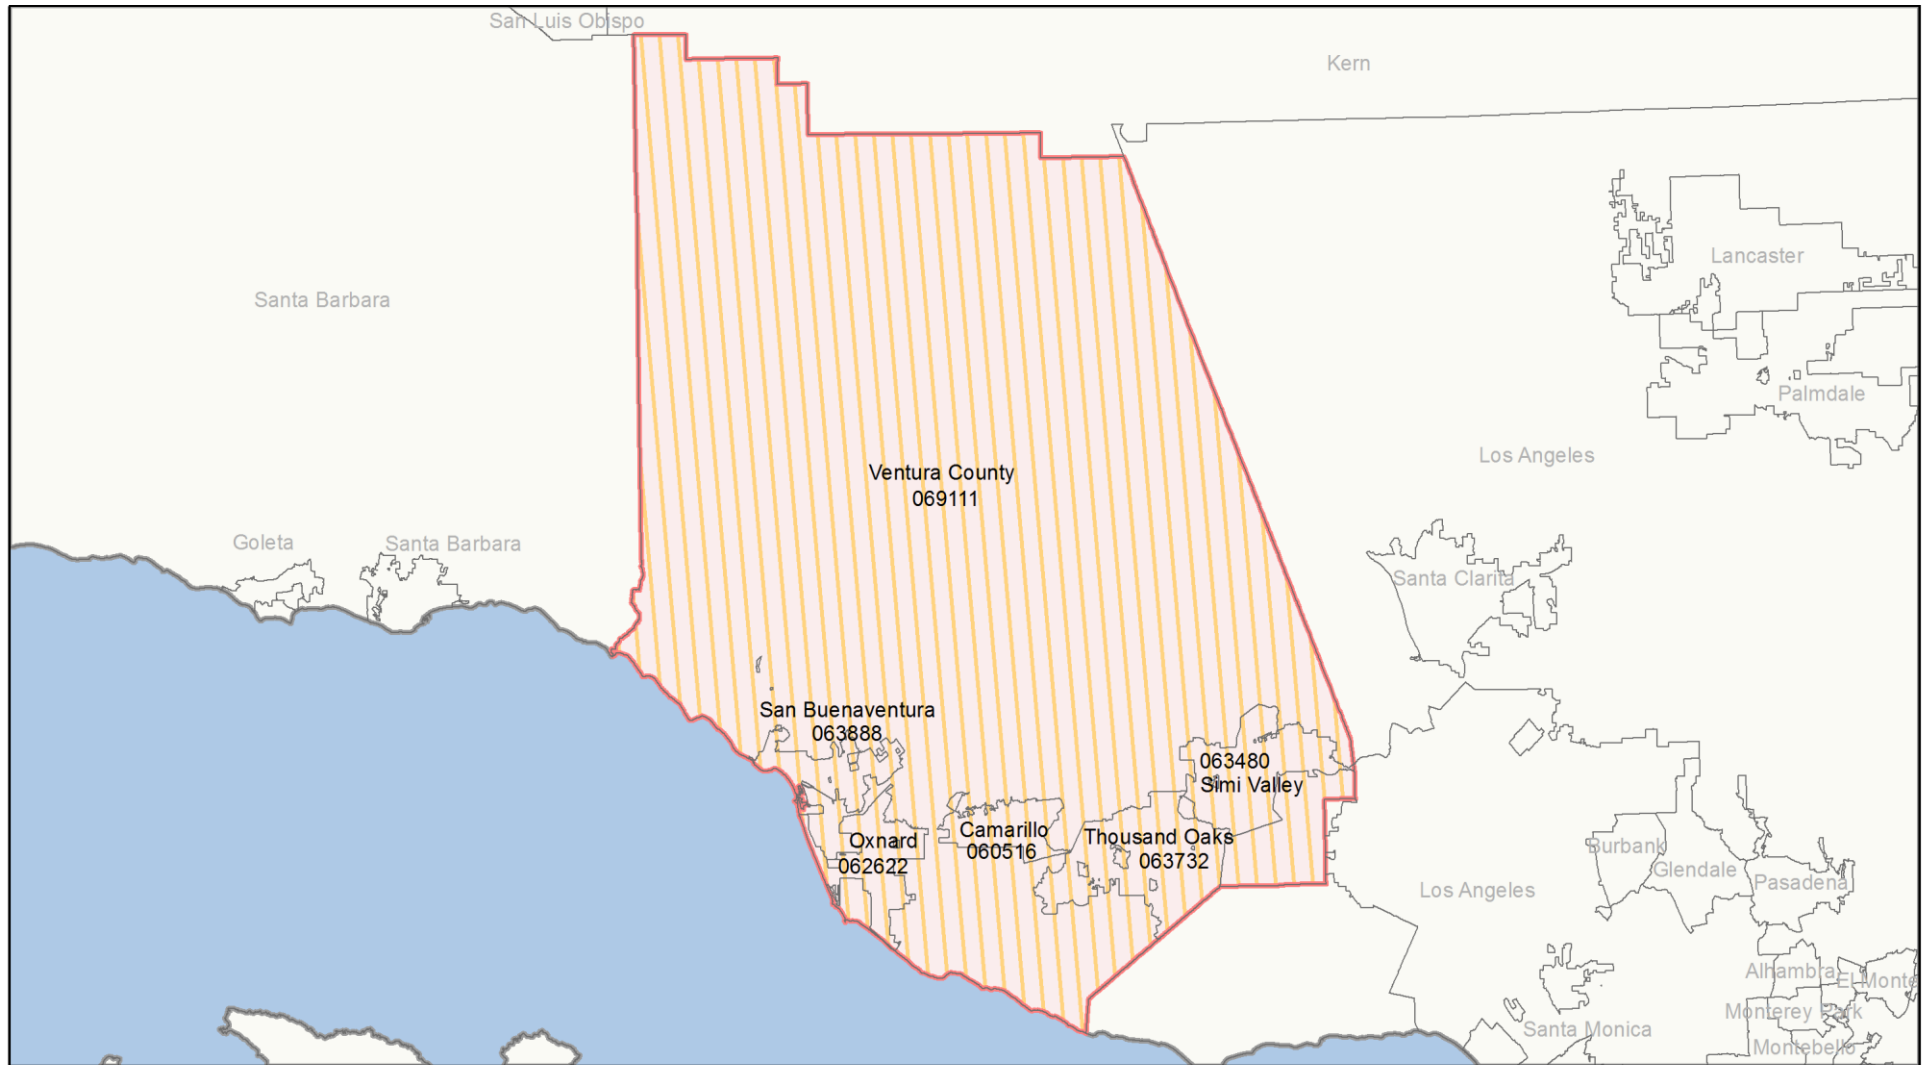 San Luis Obispo
Kern
Lancaster
Santa Barbara
Palmdale
Los Angeles
Ventura County
069111
Goleta
Santa Barbara
Santa Clarita
San Buenaventura
063888
063480
Simi Valley
Oxnard
062622
Camarillo
060516
Thousand Oaks
063732
Burbank
Glendale
Pasadena
Los Angeles
Alhambra
El Monte
Monterey Park
Santa Monica
Montebello